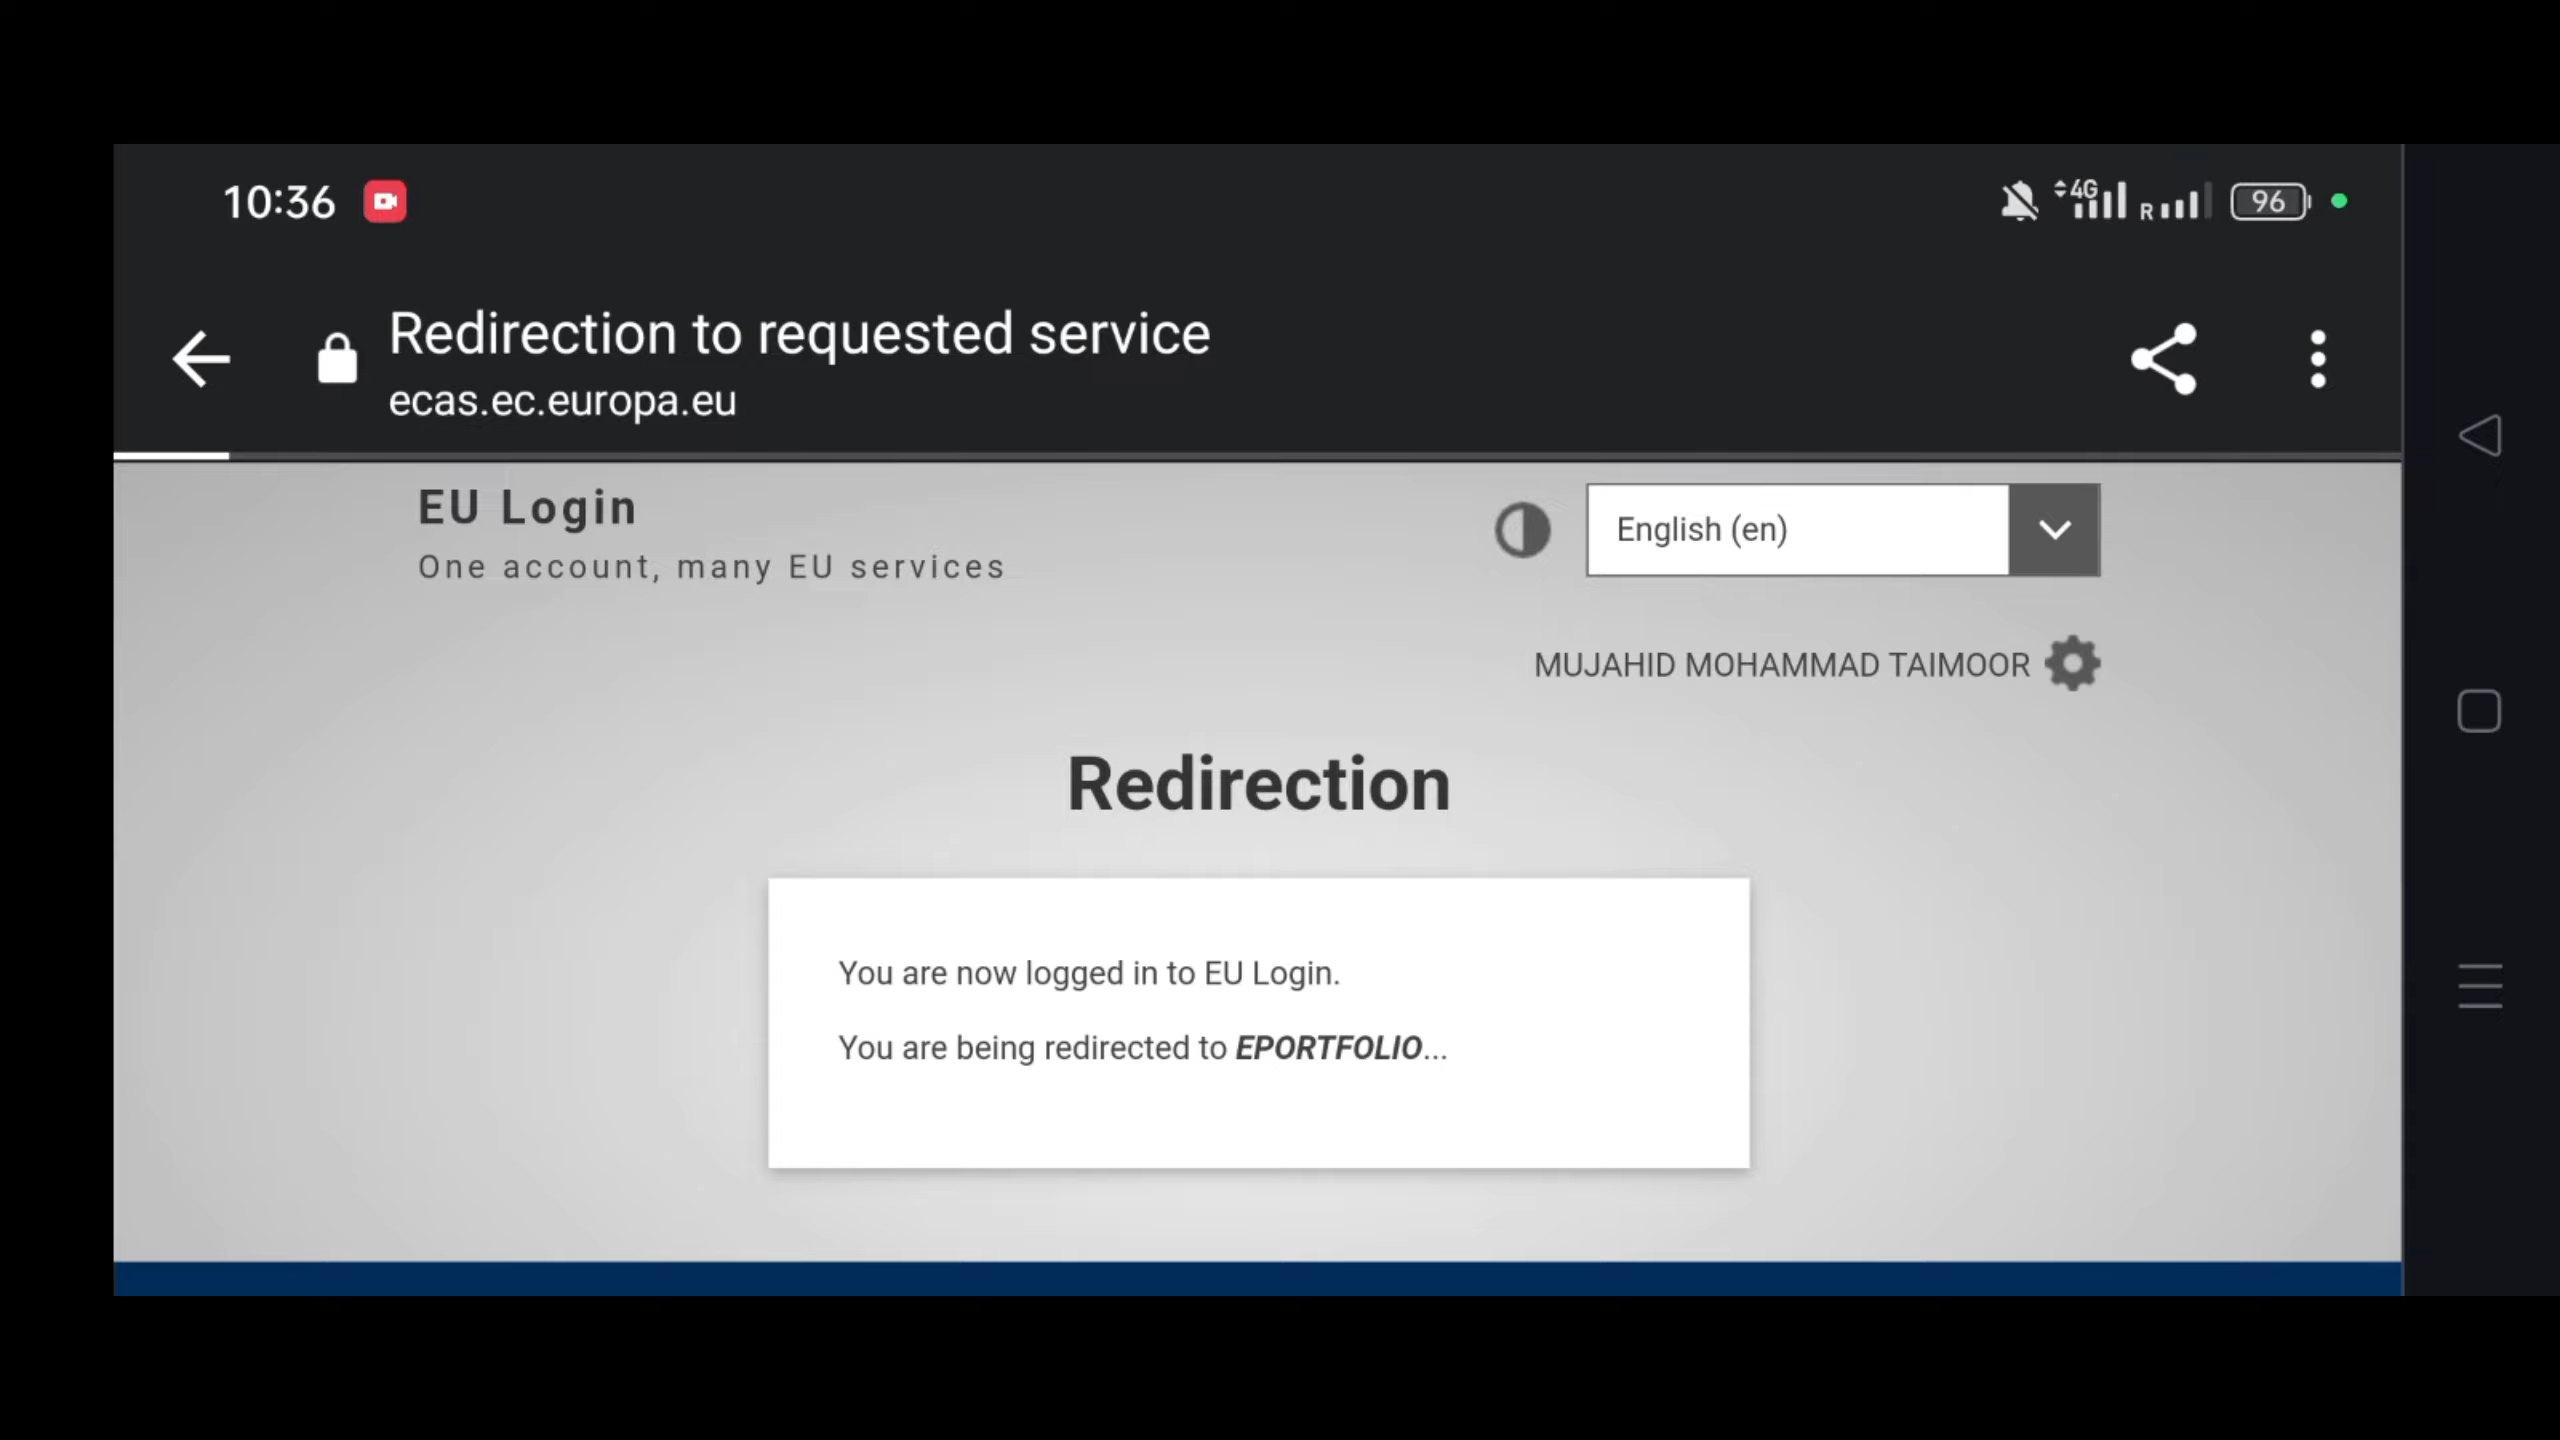 10:36
4G R 96
Redirection to requested service
ecas.ec.europa.eu
EU Login
One account, many EU services
English (en)
MUJAHID MOHAMMAD TAIMOOR
Redirection
You are now logged in to EU Login.
You are being redirected to EPORTFOLIO...